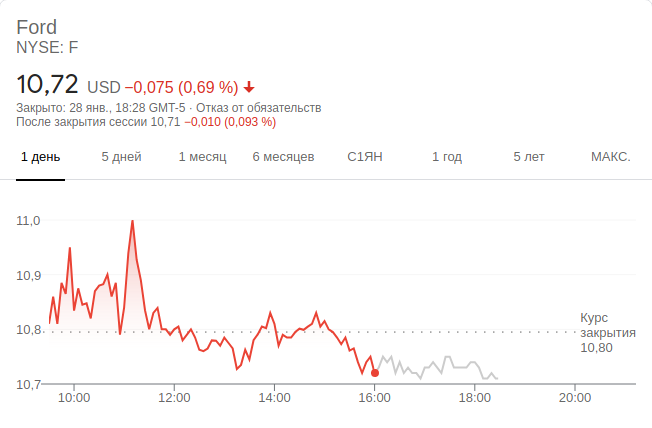 Ford
NYSE: F
10,72 USD −0,075 (0,69 %)
Закрыто: 28 янв., 18:28 GMT-5 · Отказ от обязательств
После закрытия сессии 10,71 −0,010 (0,093 %)
1 день 5 дней 1 месяц 6 месяцев С1ЯН 1 год 5 лет МАКС.
11,0
10,9
10,8
10,7
Курс
закрытия
10,80
10:00 12:00 14:00 16:00 18:00 20:00